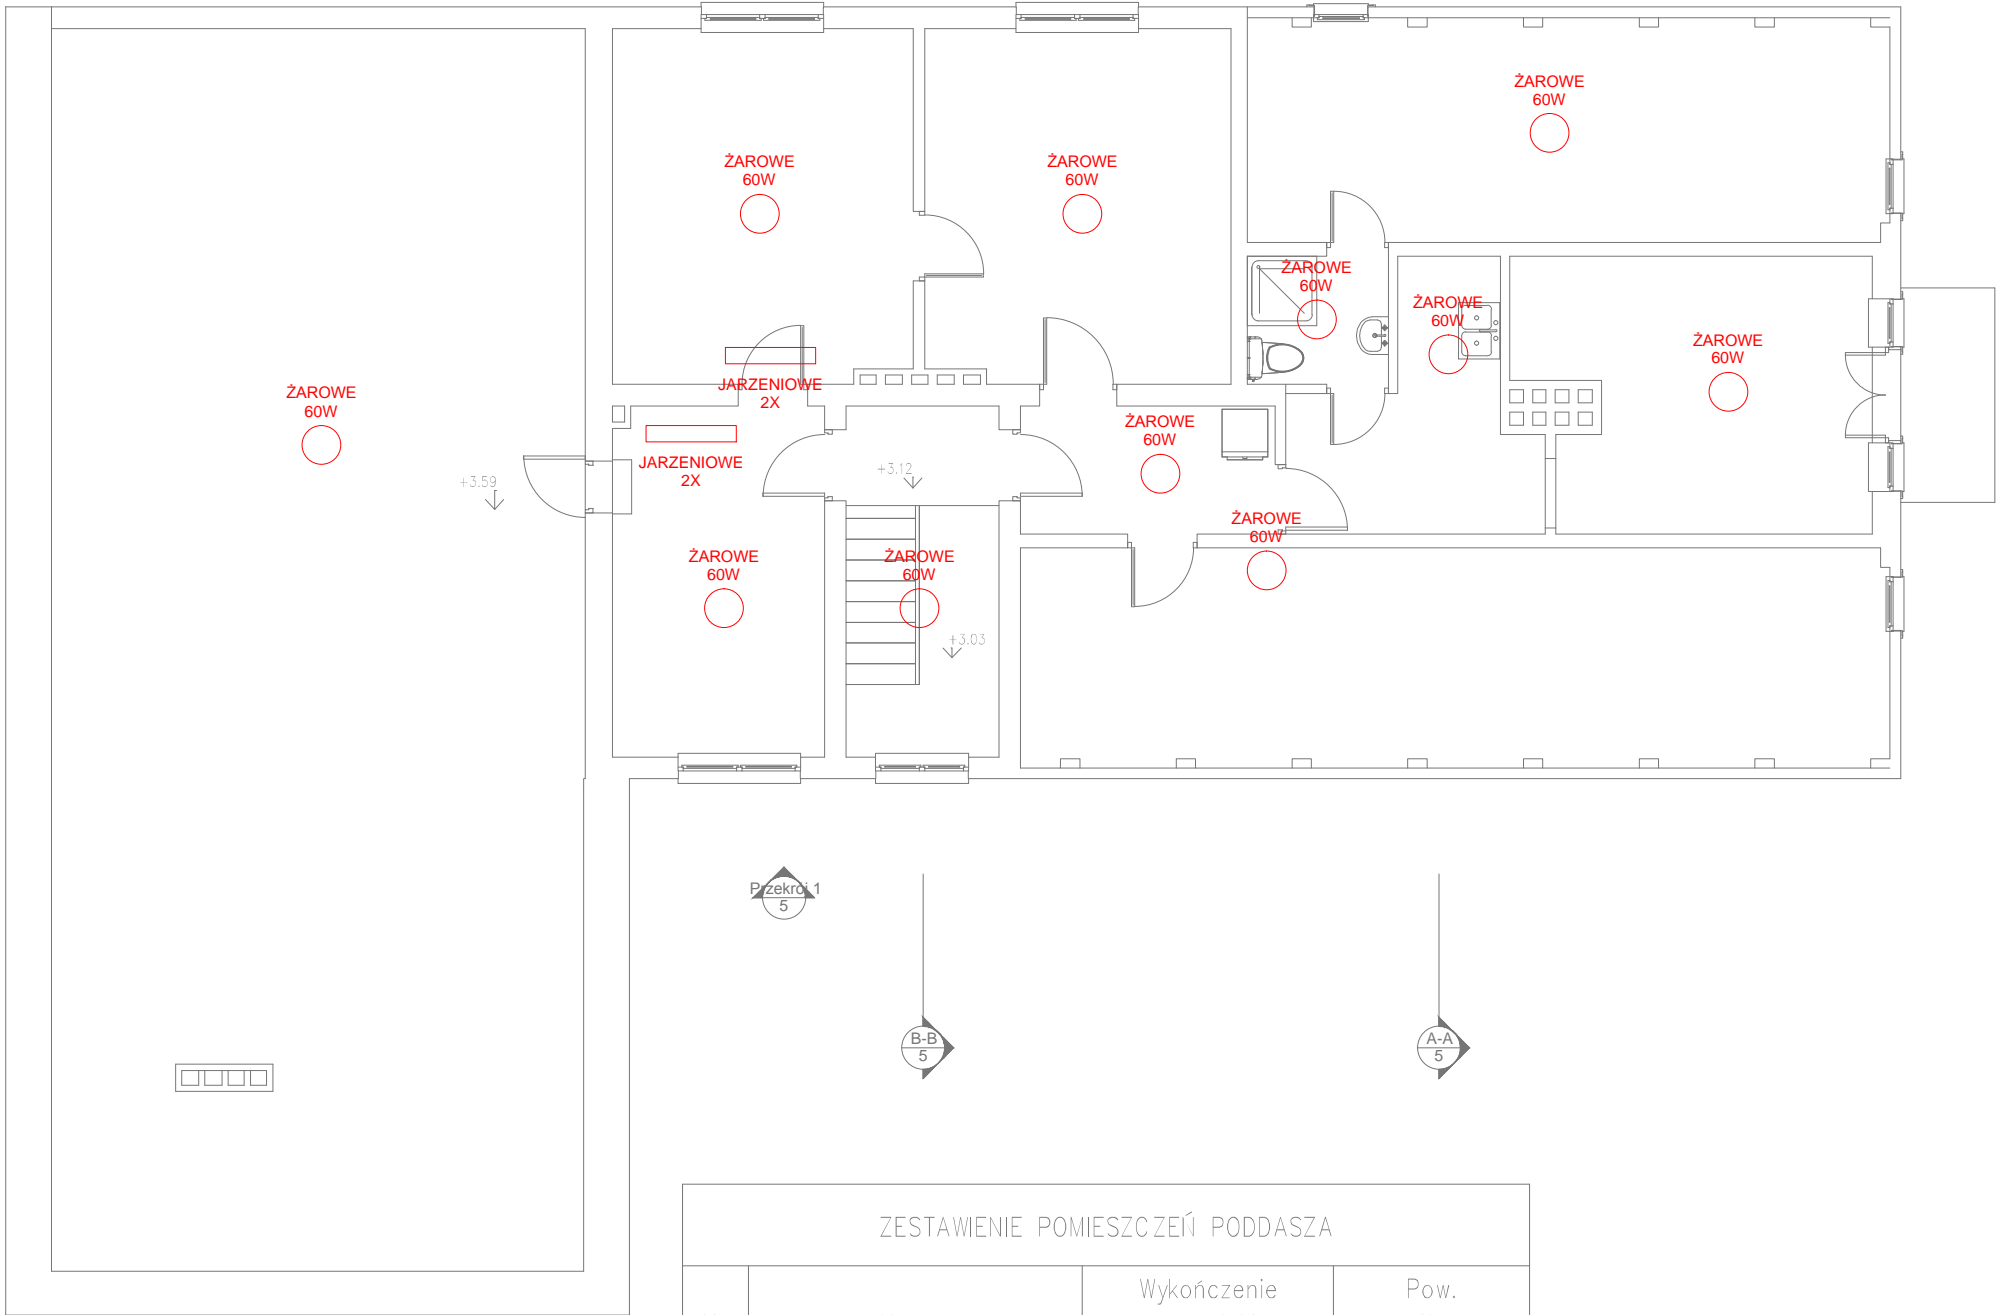 ŻAROWE
60W
ŻAROWE
60W
ŻAROWE
60W
ŻAROWE
60W
ŻAROWE
60W
ŻAROWE
60W
JARZENIOWE
2X
ŻAROWE
60W
ŻAROWE
60W
JARZENIOWE
2X
+3.12
+3.59
ŻAROWE
60W
ŻAROWE
60W
ŻAROWE
60W
+3.03
Przekrój 1
5
B-B
5
A-A
5
ZESTAWIENIE POMIESZCZEŃ PODDASZA
Wykończenie
Pow.